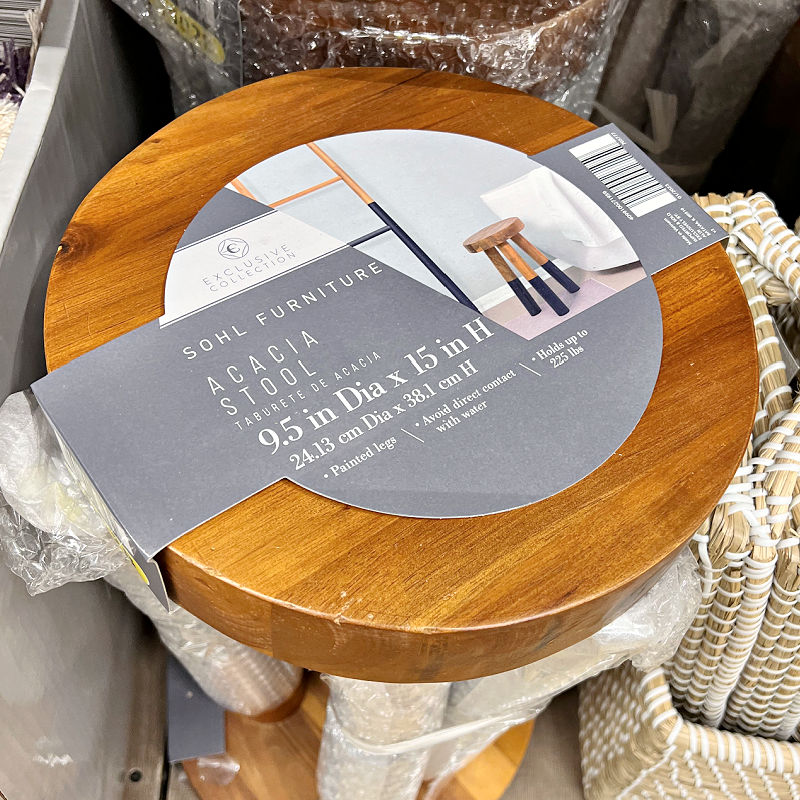 EXCLUSIVE
COLLECTION
SOHL FURNITURE
ACACIA
STOOL
TABURETE DE ACACIA
9.5 in Dia x 15 in H
24.13 cm Dia x 38.1 cm H
• Painted legs
• Avoid direct contact
with water
• Holds up to
225 lbs